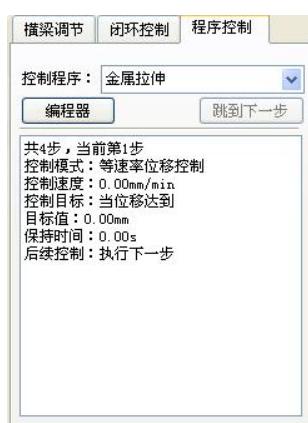 横梁调节 闭环控制 程序控制
控制程序：金属拉伸
编程器 跳到下一步
共4步，当前第1步
控制模式：等速率位移控制
控制速度：0.00mm/min
控制目标：当位移达到
目标值：0.00mm
保持时间：0.00s
后续控制：执行下一步